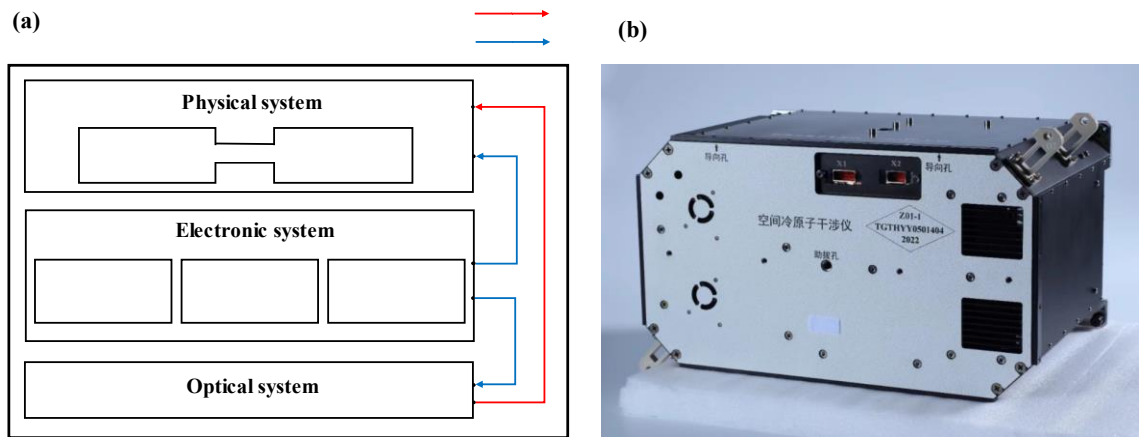 (a)
Physical system
Electronic system
Optical system
(b)
导向孔
X1
X2
导向孔
空间冷原子干涉仪
Z01-1
TGTHYY0501404
2022
助拔孔